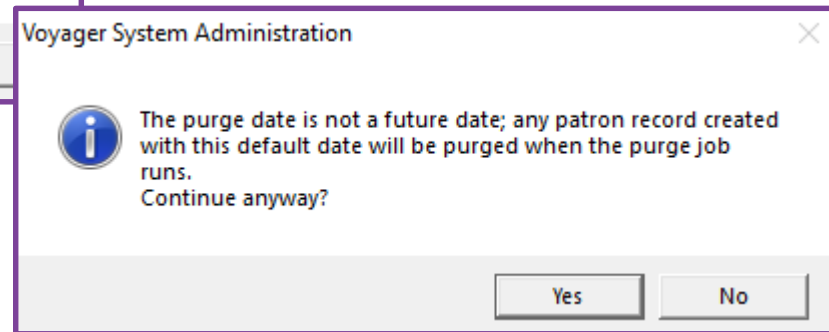 Voyager System Administration
The purge date is not a future date; any patron record created
with this default date will be purged when the purge job
runs.
Continue anyway?
Yes
No